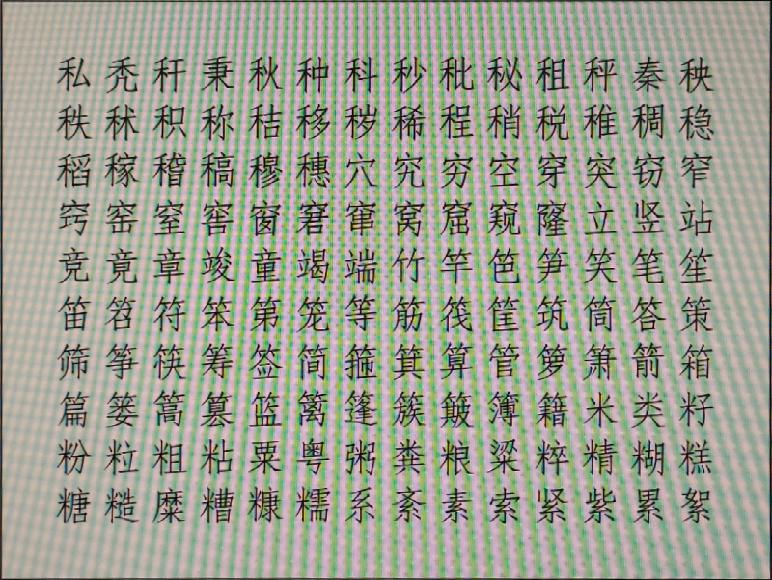 私秃秆秉秋种科秒秕秘租秤秦秧
秩秫积称秸移秽稀程稍税稚稠稳
稻稼稽稿穆穗穴究穷空穿突窃窄
窍窑窒窖窗窘窜窝窟窥窿立竖站
竞竟章竣童竭端竹竿笆笋笑笔笙
笛笤符笨第笼等筋筏筐筑筒答策
筛筝筷筹签简箍箕算管箩箫箭箱
篇篓篙篡篮篱篷簇簸簿籍米类籽
粉粒粗粘粟粤粥粪粮粱粹精糊糕
糖糙糜糟糠糯系紊素索紧紫累絮